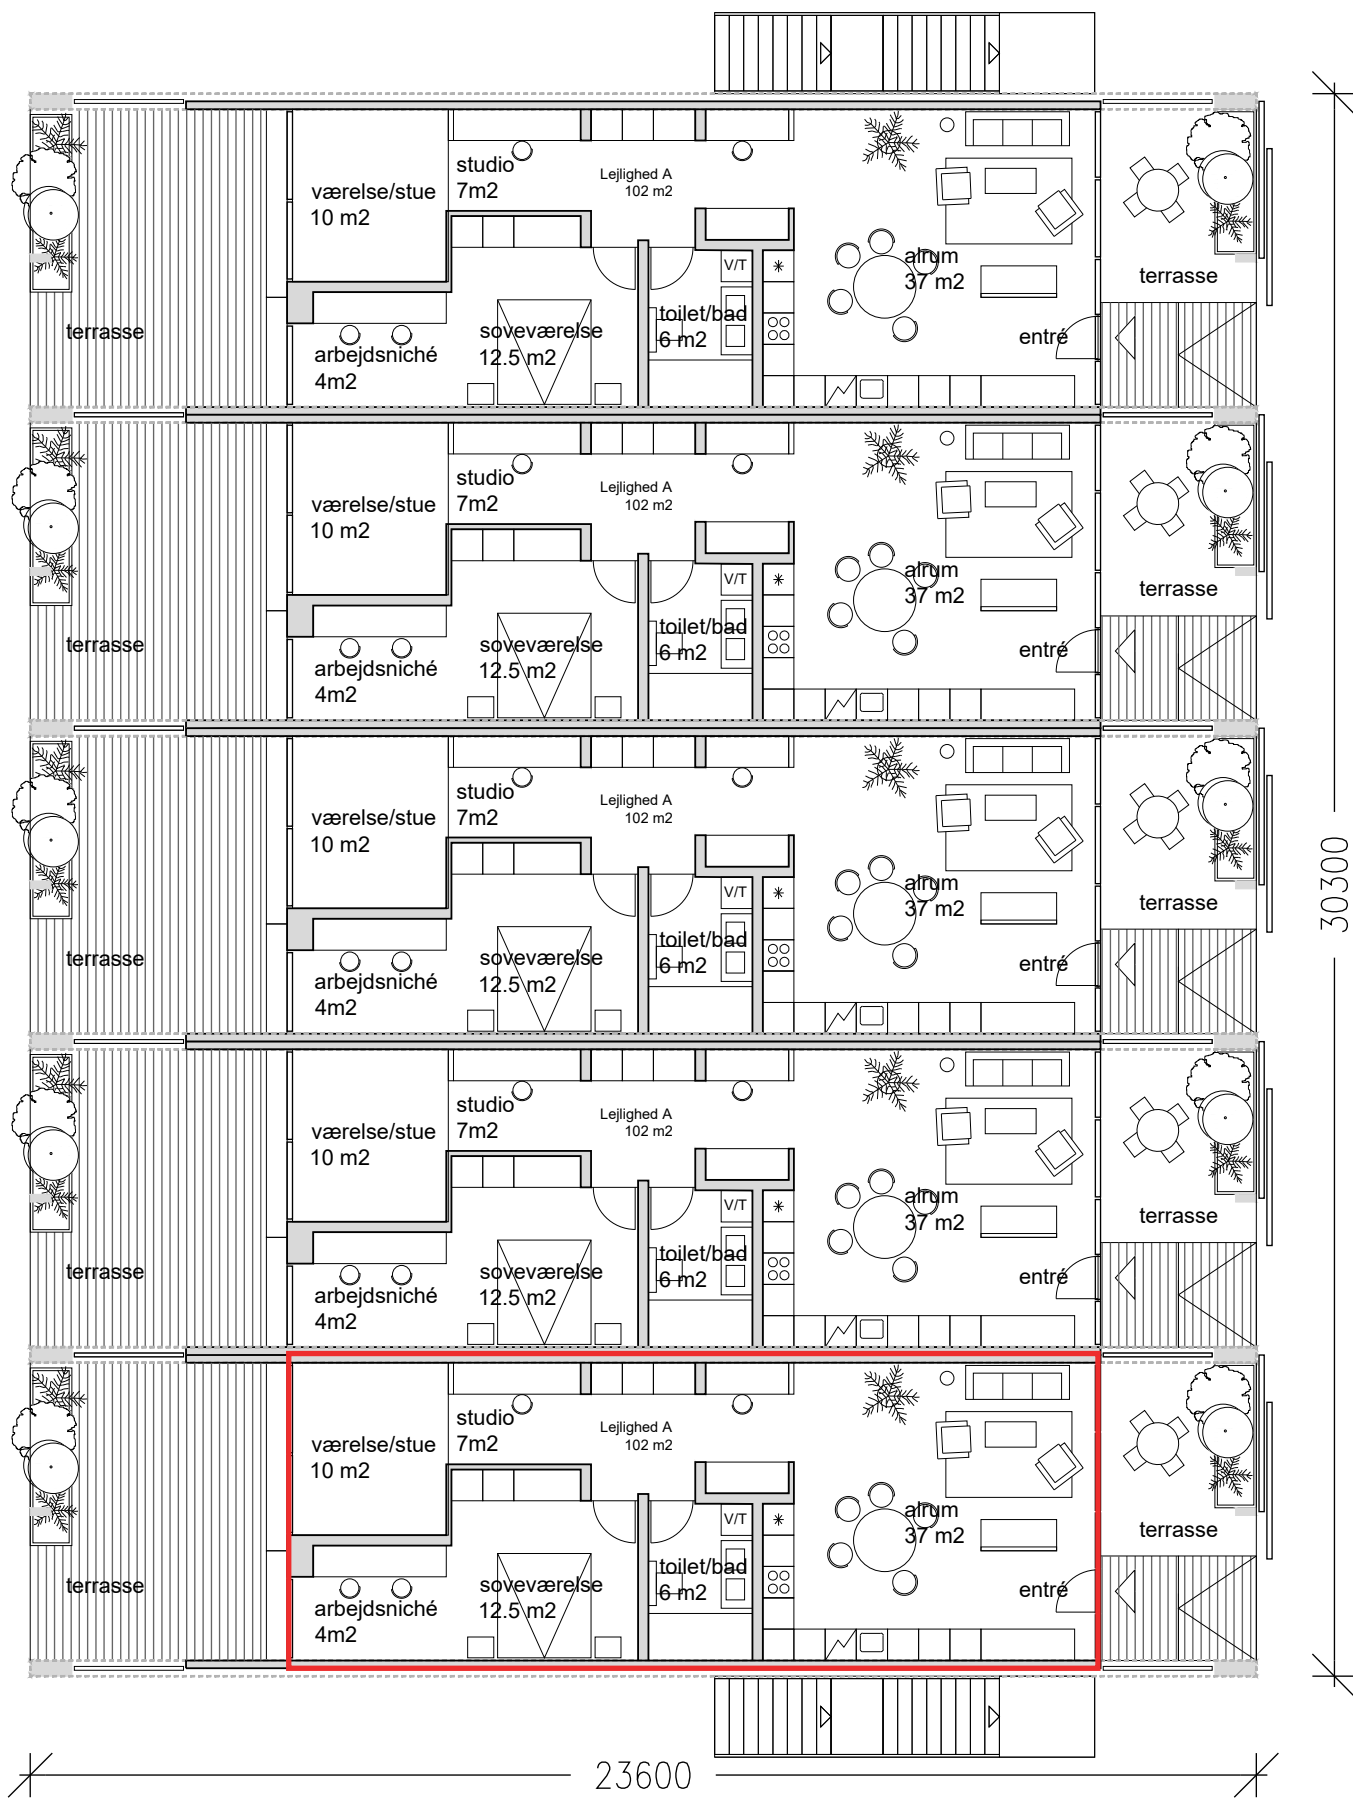 studio
7m2
Lejlighed A
102 m2
værelse/stue
10 m2
V/T
alrum
37 m2
terrasse
toilet/bad
6 m2
soveværelse
12.5 m2
entré
terrasse
arbejdsniché
4m2
studio
7m2
Lejlighed A
102 m2
værelse/stue
10 m2
V/T
alrum
37 m2
terrasse
toilet/bad
6 m2
soveværelse
12.5 m2
entré
terrasse
arbejdsniché
4m2
studio
7m2
Lejlighed A
102 m2
værelse/stue
10 m2
V/T
alrum
37 m2
terrasse
toilet/bad
6 m2
soveværelse
12.5 m2
entré
terrasse
arbejdsniché
4m2
30300
studio
7m2
Lejlighed A
102 m2
værelse/stue
10 m2
V/T
alrum
37 m2
terrasse
toilet/bad
6 m2
soveværelse
12.5 m2
entré
terrasse
arbejdsniché
4m2
studio
7m2
Lejlighed A
102 m2
værelse/stue
10 m2
V/T
alrum
37 m2
terrasse
toilet/bad
6 m2
soveværelse
12.5 m2
entré
terrasse
arbejdsniché
4m2
23600